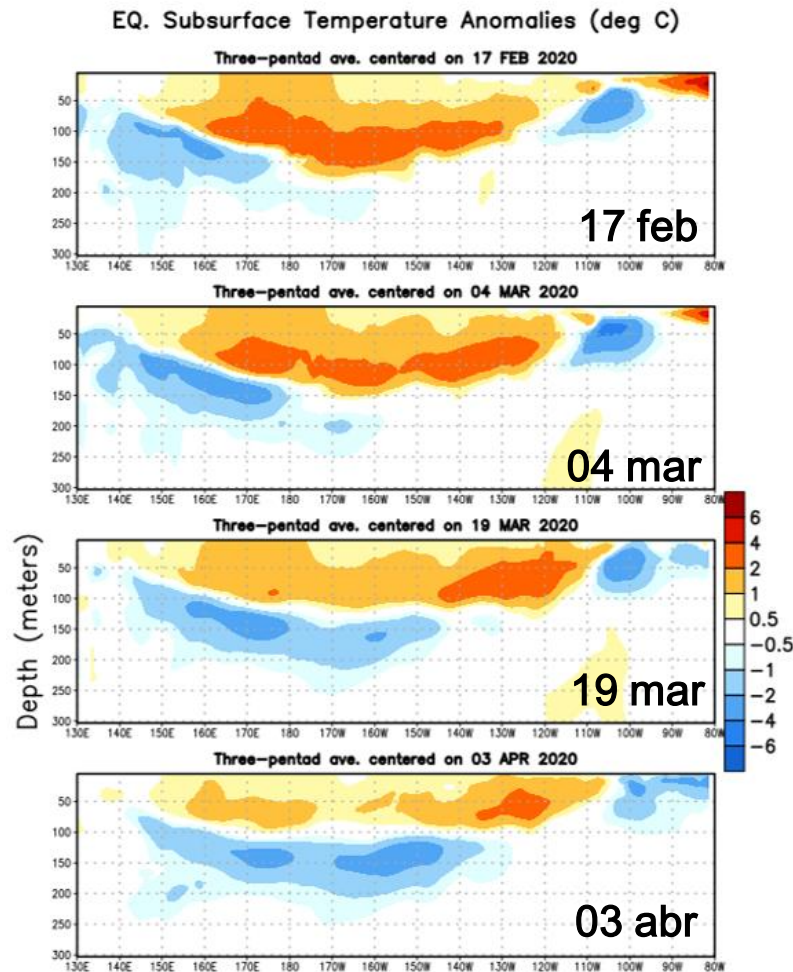 EQ. Subsurface Temperature Anomalies (deg C)
Three-pentad ave. centered on 17 FEB 2020
50
100
150
200
250
300
17 feb
130E 140E 150E 160E 170E 180 170W 160W 150W 140W 130W 120W 110W 100W 90W 80W
Three-pentad ave. centered on 04 MAR 2020
50
100
150
200
250
300
04 mar
130E 140E 150E 160E 170E 180 170W 160W 150W 140W 130W 120W 110W 100W 90W 80W
Three-pentad ave. centered on 19 MAR 2020
50
100
150
200
250
300
19 mar
130E 140E 150E 160E 170E 180 170W 160W 150W 140W 130W 120W 110W 100W 90W 80W
Three-pentad ave. centered on 03 APR 2020
50
100
150
200
250
300
03 abr
130E 140E 150E 160E 170E 180 170W 160W 150W 140W 130W 120W 110W 100W 90W 80W
Depth (meters)
6
4
2
1
0.5
-0.5
-1
-2
-4
-6